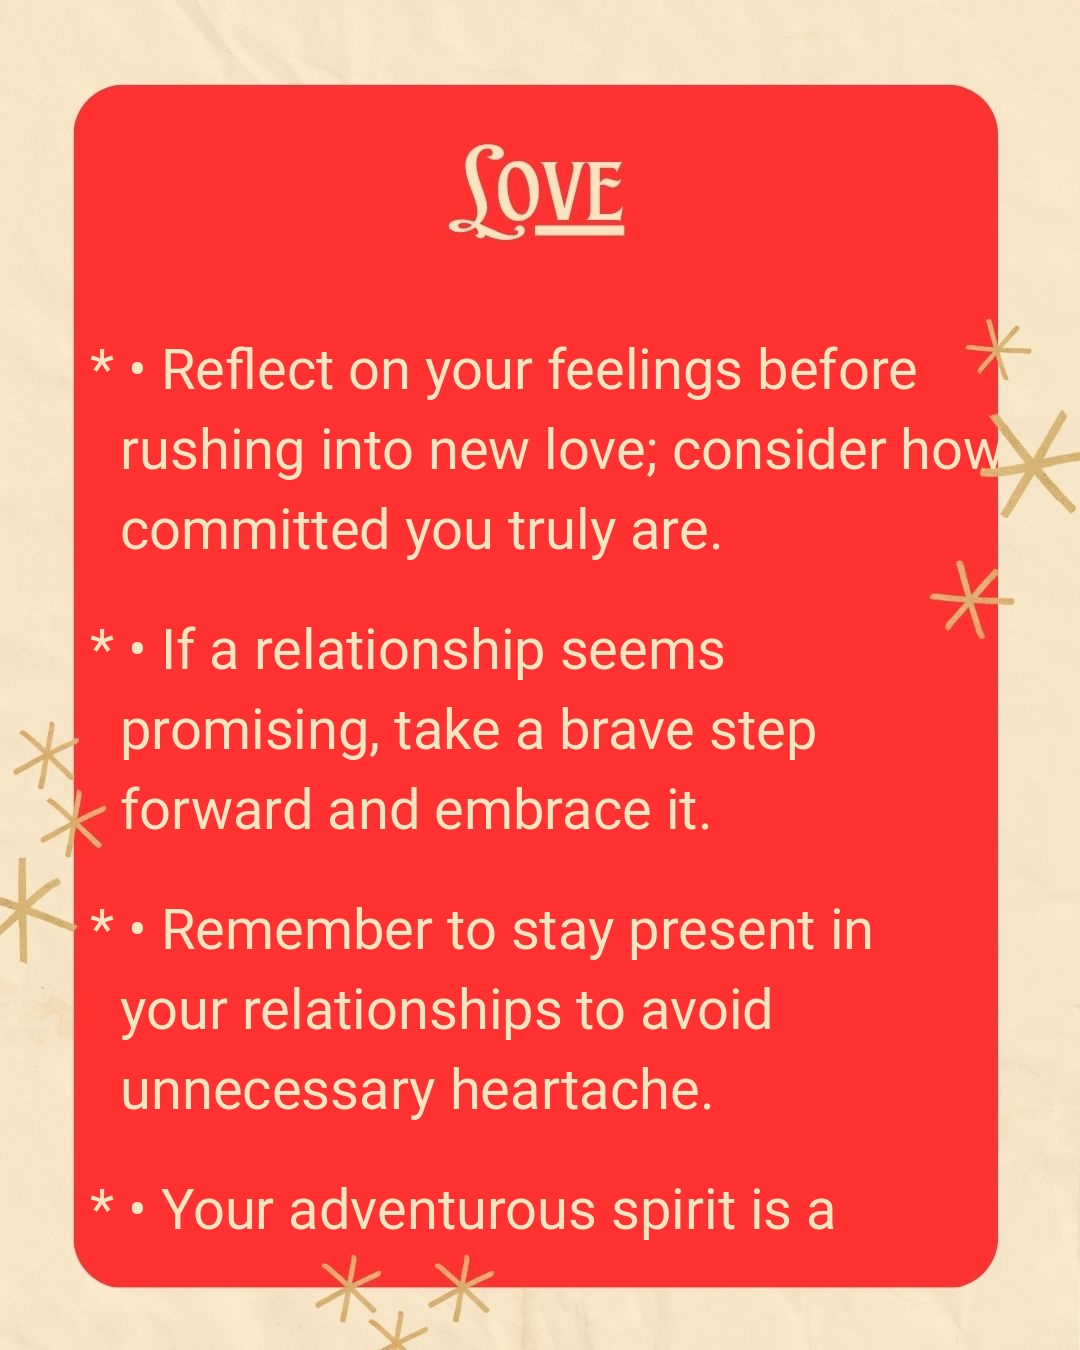 Love
* • Reflect on your feelings before
rushing into new love; consider how
committed you truly are.
* • If a relationship seems
promising, take a brave step
forward and embrace it.
* • Remember to stay present in
your relationships to avoid
unnecessary heartache.
* • Your adventurous spirit is a